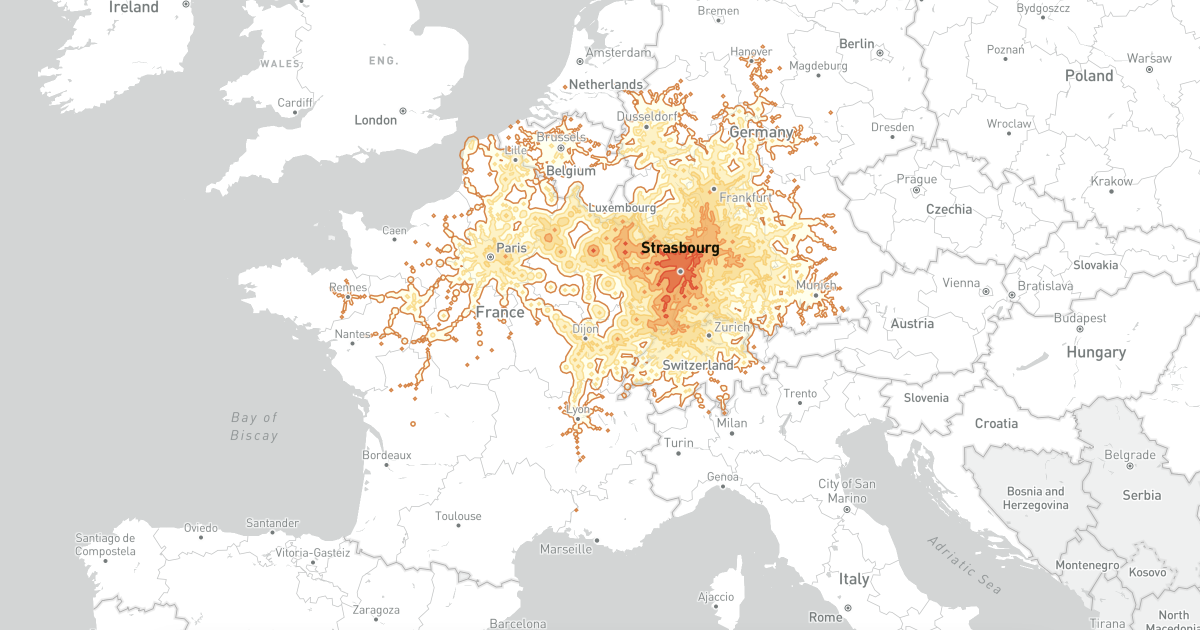 Ireland
Bremen
Bydgoszcz
Amsterdam
Hanover
Berlin
Poznań
Warsaw
WALES
ENG.
Magdeburg
Poland
Netherlands
Cardiff
London
Dusseldorf
Germany
Dresden
Wroclaw
Brussels
Lille
Belgium
Prague
Krakow
Frankfurt
Luxembourg
Czechia
Caen
Paris
Strasbourg
Slovakia
Rennes
Munich
Vienna
Bratislava
France
Nantes
Dijon
Zurich
Austria
Budapest
Hungary
Switzerland
Trento
Slovenia
Lyon
Bay of
Biscay
Milan
Croatia
Turin
Bordeaux
Belgrade
Genoa
City of San
Marino
Bosnia and
Herzegovina
Serbia
Toulouse
Santander
Oviedo
Santiago de
Compostela
Vitoria-Gasteiz
Marseille
Adriatic Sea
Montenegro
Kosovo
Italy
Ajaccio
Zaragoza
Rome
Barcelona
Tirana
North
Macedonia